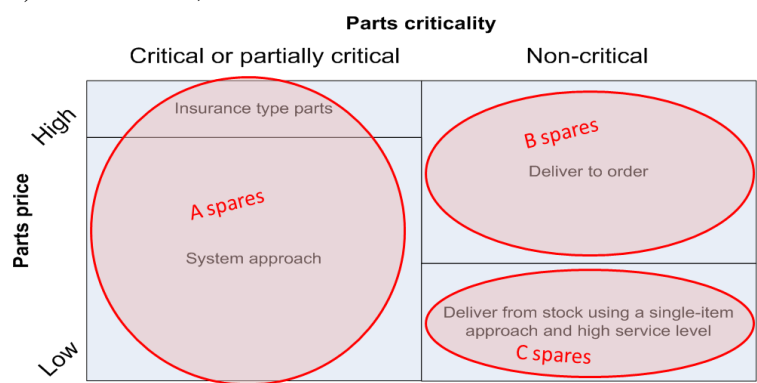 Parts criticality
Critical or partially critical
Non-critical
High
Insurance type parts
B spares
Deliver to order
A spares
Parts price
System approach
Deliver from stock using a single-item
approach and high service level
C spares
Low